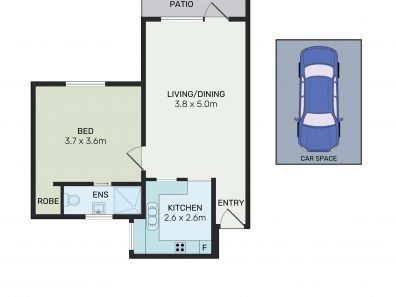 PATIO
LIVING/DINING
3.8 x 5.0m
BED
3.7 x 3.6m
ENS
ROBE
KITCHEN
2.6 x 2.6m
ENTRY
F
CAR SPACE